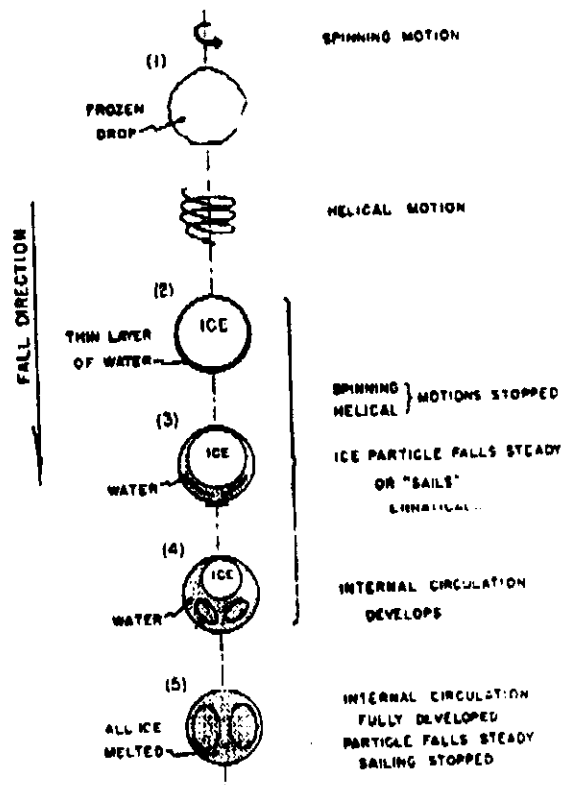 SPINNING MOTION
(1)
FROZEN
DROP
HELICAL MOTION
FALL DIRECTION
(2)
ICE
THIN LAYER
OF WATER
SPINNING
HELICAL } MOTIONS STOPPED
(3)
ICE
WATER
ICE PARTICLE FALLS STEADY
OR "SAILS"
(4)
ICE
WATER
INTERNAL CIRCULATION
DEVELOPS
(5)
ALL ICE
MELTED
INTERNAL CIRCULATION
FULLY DEVELOPED
PARTICLE FALLS STEADY
SAILING STOPPED